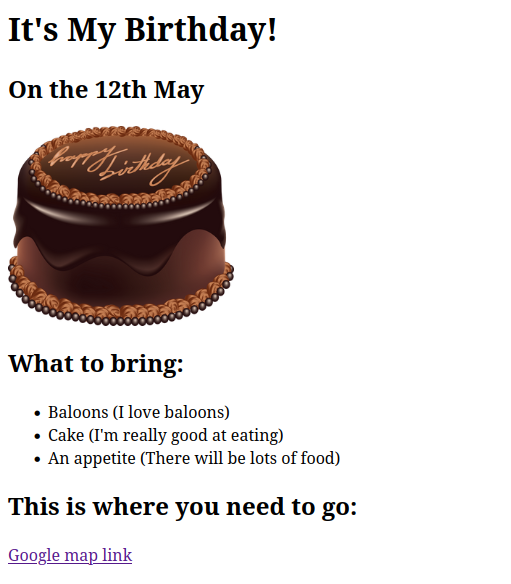 It's My Birthday!
On the 12th May
happy
birthday
What to bring:
Baloons (I love baloons)
Cake (I'm really good at eating)
An appetite (There will be lots of food)
This is where you need to go:
Google map link